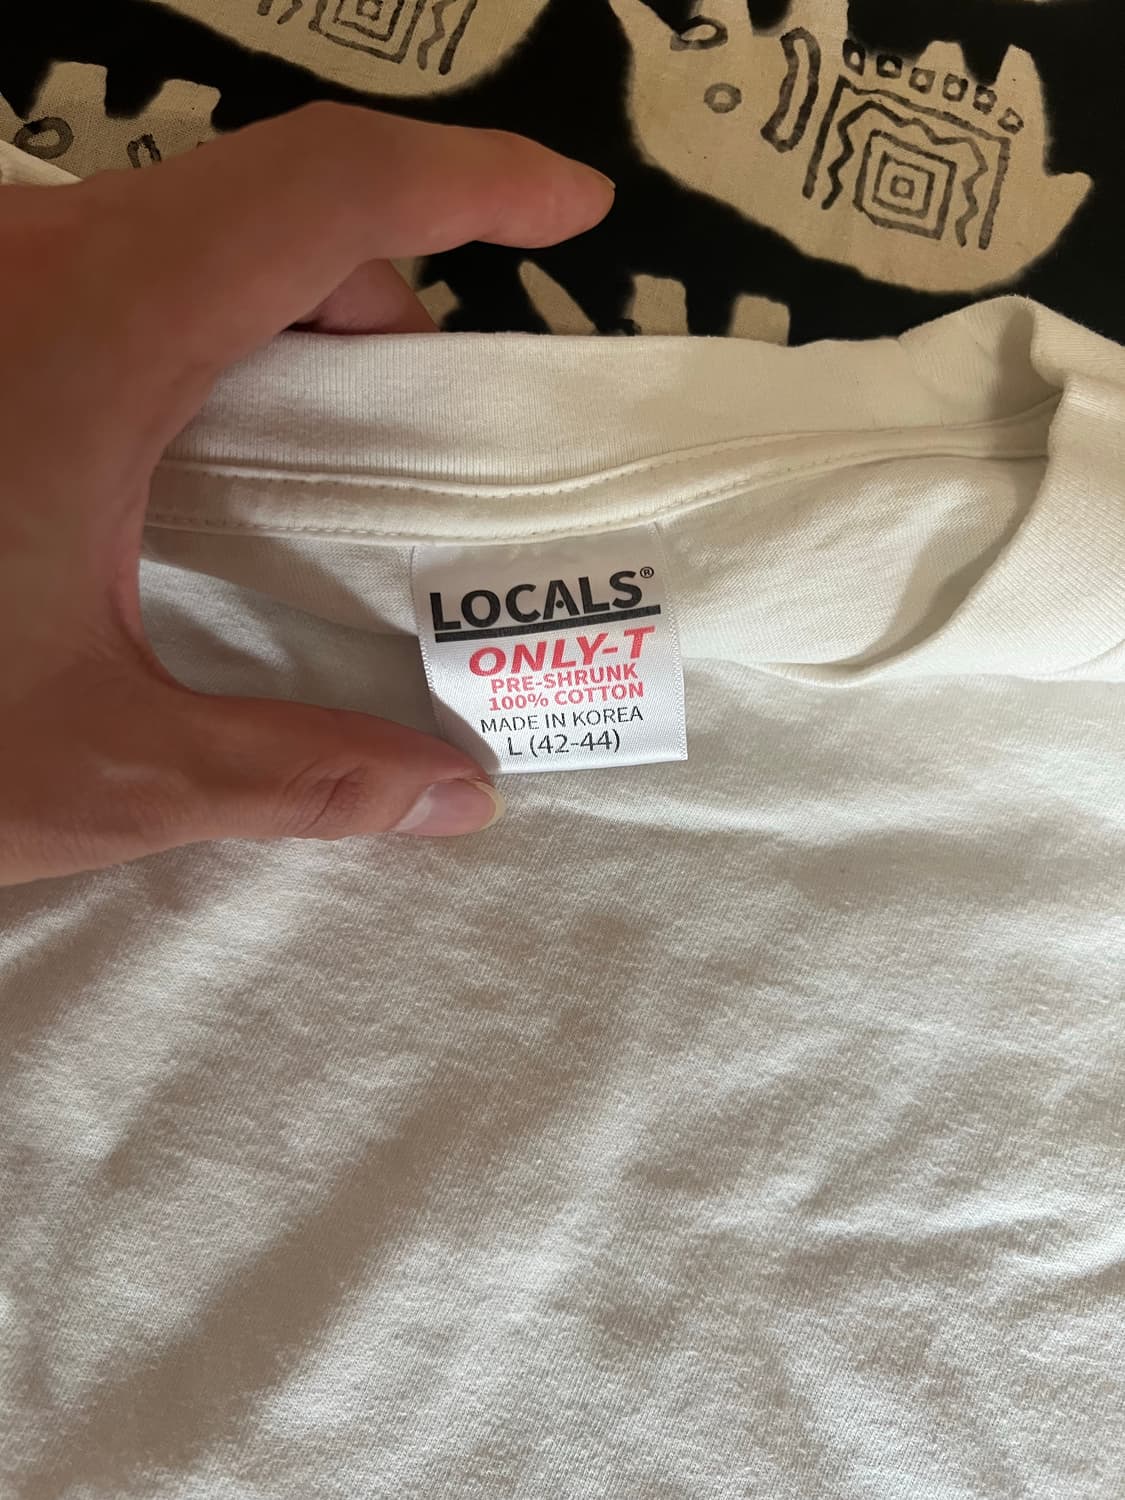 LOCALS®
ONLY-T
PRE-SHRUNK
100% COTTON
MADE IN KOREA
L (42-44)